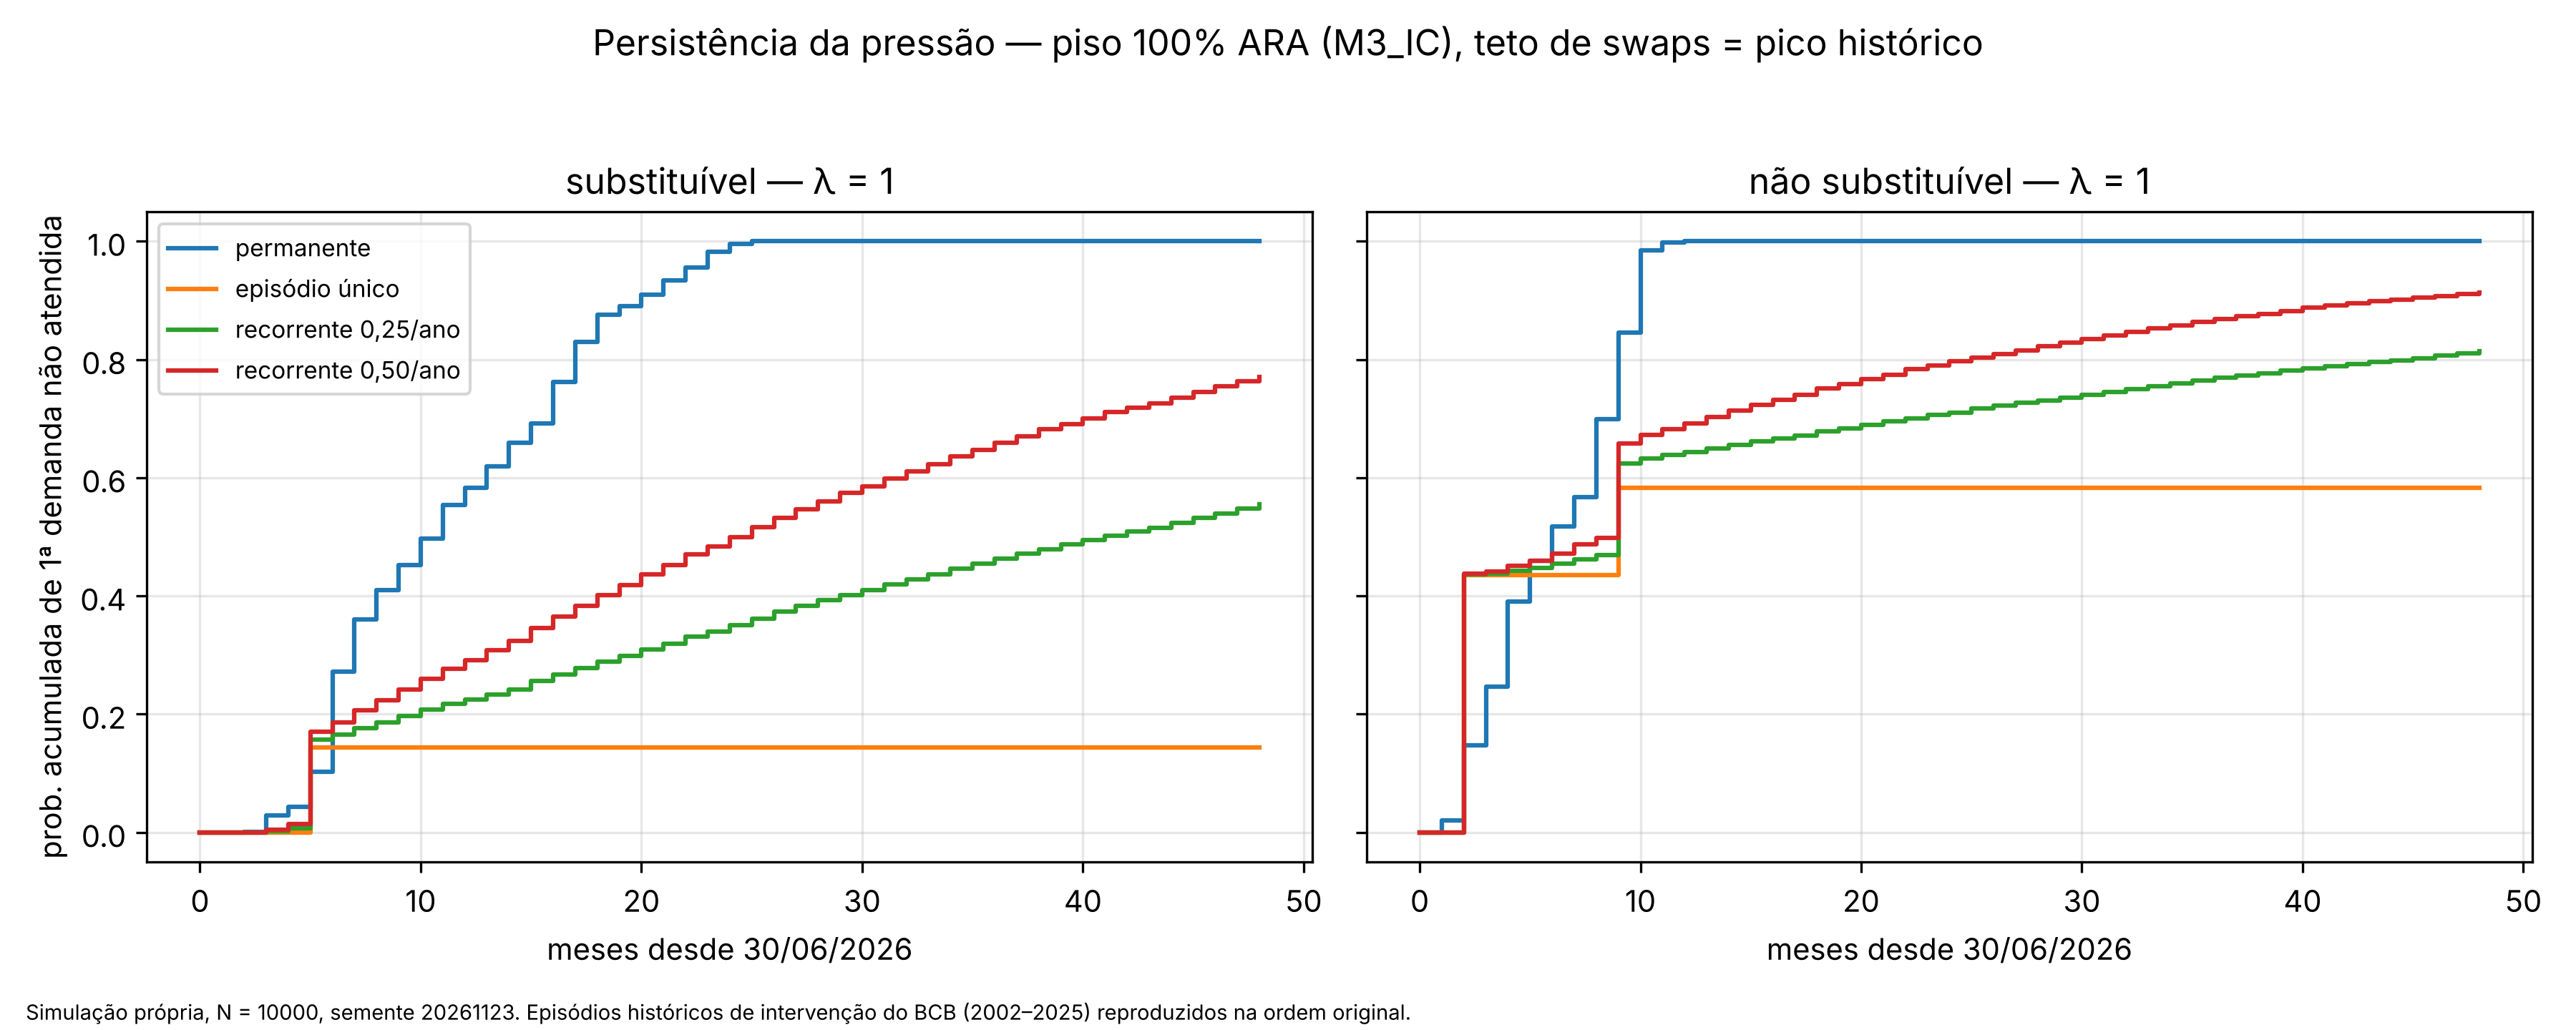 Persistência da pressão — piso 100% ARA (M3_IC), teto de swaps = pico histórico
substituível — λ = 1
não substituível — λ = 1
prob. acumulada de 1ª demanda não atendida
1.0
0.8
0.6
0.4
0.2
0.0
permanente
episódio único
recorrente 0,25/ano
recorrente 0,50/ano
0 10 20 30 40 50
0 10 20 30 40 50
meses desde 30/06/2026
meses desde 30/06/2026
Simulação própria, N = 10000, semente 20261123. Episódios históricos de intervenção do BCB (2002–2025) reproduzidos na ordem original.